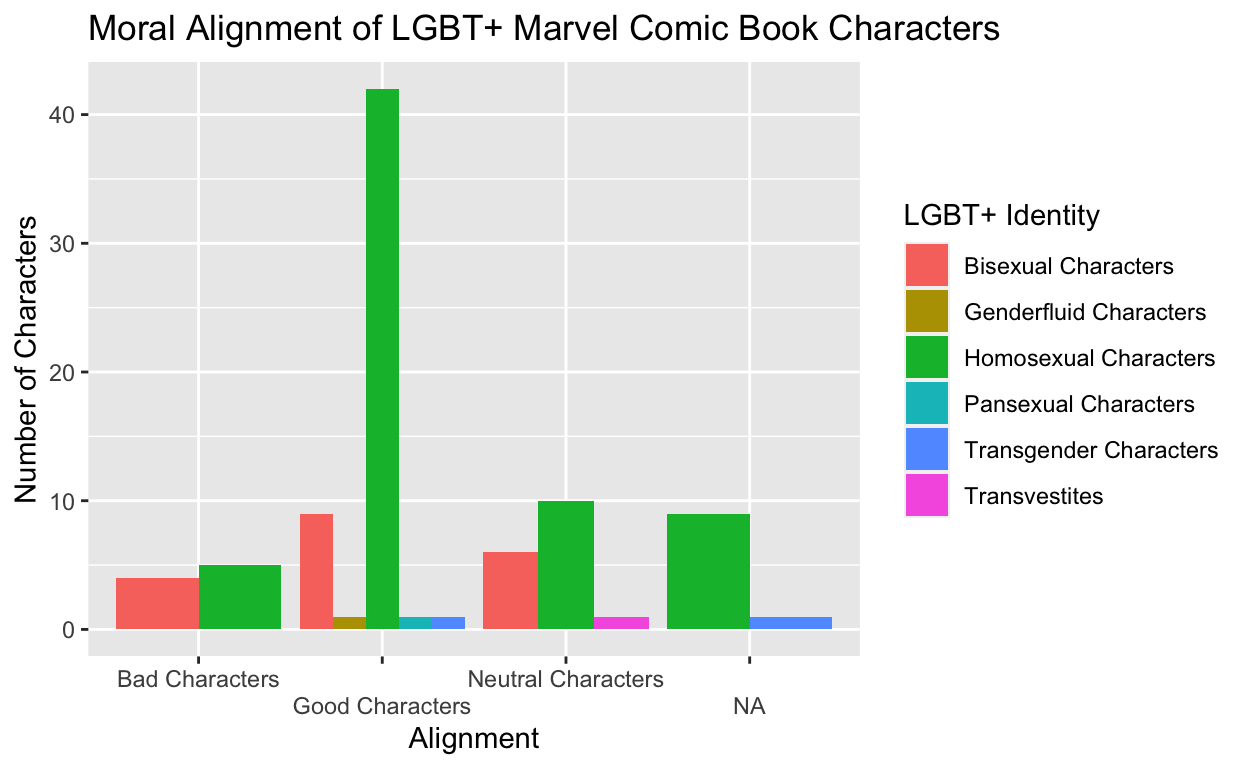 Moral Alignment of LGBT+ Marvel Comic Book Characters
Number of Characters
40
30
20
10
0
Bad Characters
Good Characters
Neutral Characters
NA
Alignment
LGBT+ Identity
Bisexual Characters
Genderfluid Characters
Homosexual Characters
Pansexual Characters
Transgender Characters
Transvestites